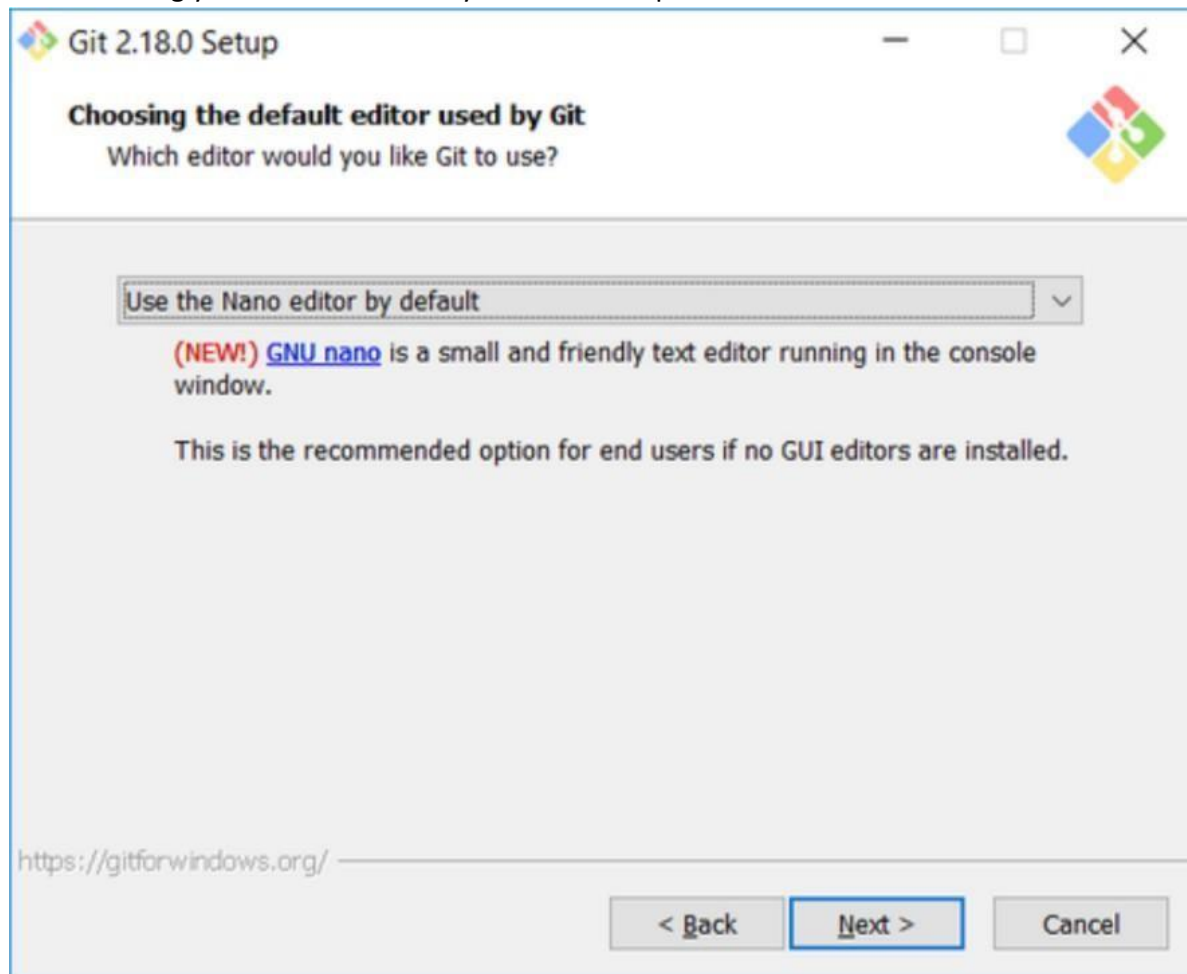 Git 2.18.0 Setup
Choosing the default editor used by Git
Which editor would you like Git to use?
Use the Nano editor by default
(NEW!) GNU nano is a small and friendly text editor running in the console
window.
This is the recommended option for end users if no GUI editors are installed.
https://gitforwindows.org/
< Back
Next >
Cancel